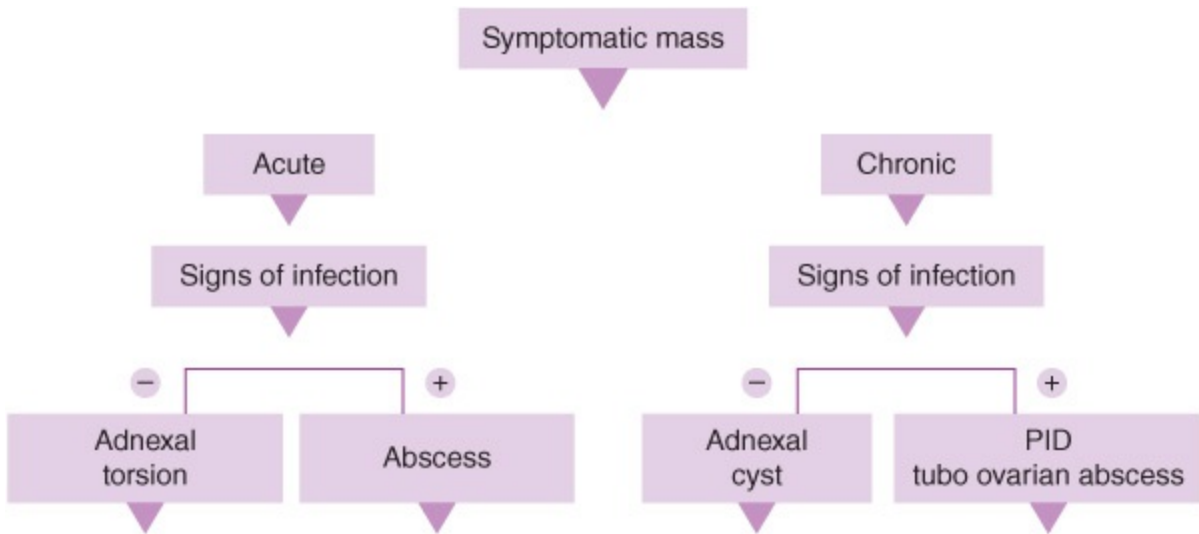 Symptomatic mass
Acute
Chronic
Signs of infection
Signs of infection
−
+
−
+
Adnexal
torsion
Abscess
Adnexal
cyst
PID
tubo ovarian abscess